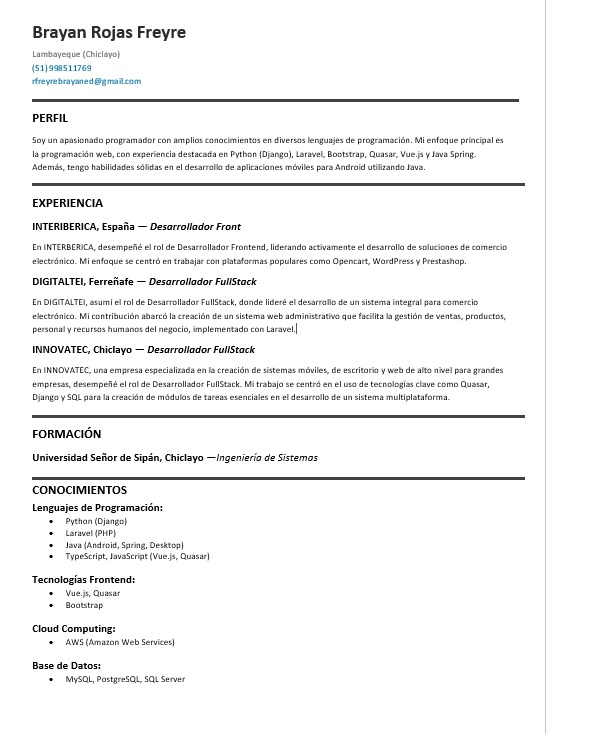 Brayan Rojas Freyre
Lambayeque (Chiclayo)
(51) 998511769
rfreyrebrayaned@gmail.com
PERFIL
Soy un apasionado programador con amplios conocimientos en diversos lenguajes de programación. Mi enfoque principal es
la programación web, con experiencia destacada en Python (Django), Laravel, Bootstrap, Quasar, Vue.js y Java Spring.
Además, tengo habilidades sólidas en el desarrollo de aplicaciones móviles para Android utilizando Java.
EXPERIENCIA
INTERIBERICA, España — Desarrollador Front
En INTERBERICA, desempeñé el rol de Desarrollador Frontend, liderando activamente el desarrollo de soluciones de comercio
electrónico. Mi enfoque se centró en trabajar con plataformas populares como Opencart, WordPress y Prestashop.
DIGITALTEI, Ferreñafe — Desarrollador FullStack
En DIGITALTEI, asumí el rol de Desarrollador FullStack, donde lideré el desarrollo de un sistema integral para comercio
electrónico. Mi contribución abarcó la creación de un sistema web administrativo que facilita la gestión de ventas, productos,
personal y recursos humanos del negocio, implementado con Laravel.
INNOVATEC, Chiclayo — Desarrollador FullStack
En INNOVATEC, una empresa especializada en la creación de sistemas móviles, de escritorio y web de alto nivel para grandes
empresas, desempeñé el rol de Desarrollador FullStack. Mi trabajo se centró en el uso de tecnologías clave como Quasar,
Django y SQL para la creación de módulos de tareas esenciales en el desarrollo de un sistema multiplataforma.
FORMACIÓN
Universidad Señor de Sipán, Chiclayo —Ingeniería de Sistemas
CONOCIMIENTOS
Lenguajes de Programación:
• Python (Django)
• Laravel (PHP)
• Java (Android, Spring, Desktop)
• TypeScript, JavaScript (Vue.js, Quasar)
Tecnologías Frontend:
• Vue.js, Quasar
• Bootstrap
Cloud Computing:
• AWS (Amazon Web Services)
Base de Datos:
• MySQL, PostgreSQL, SQL Server